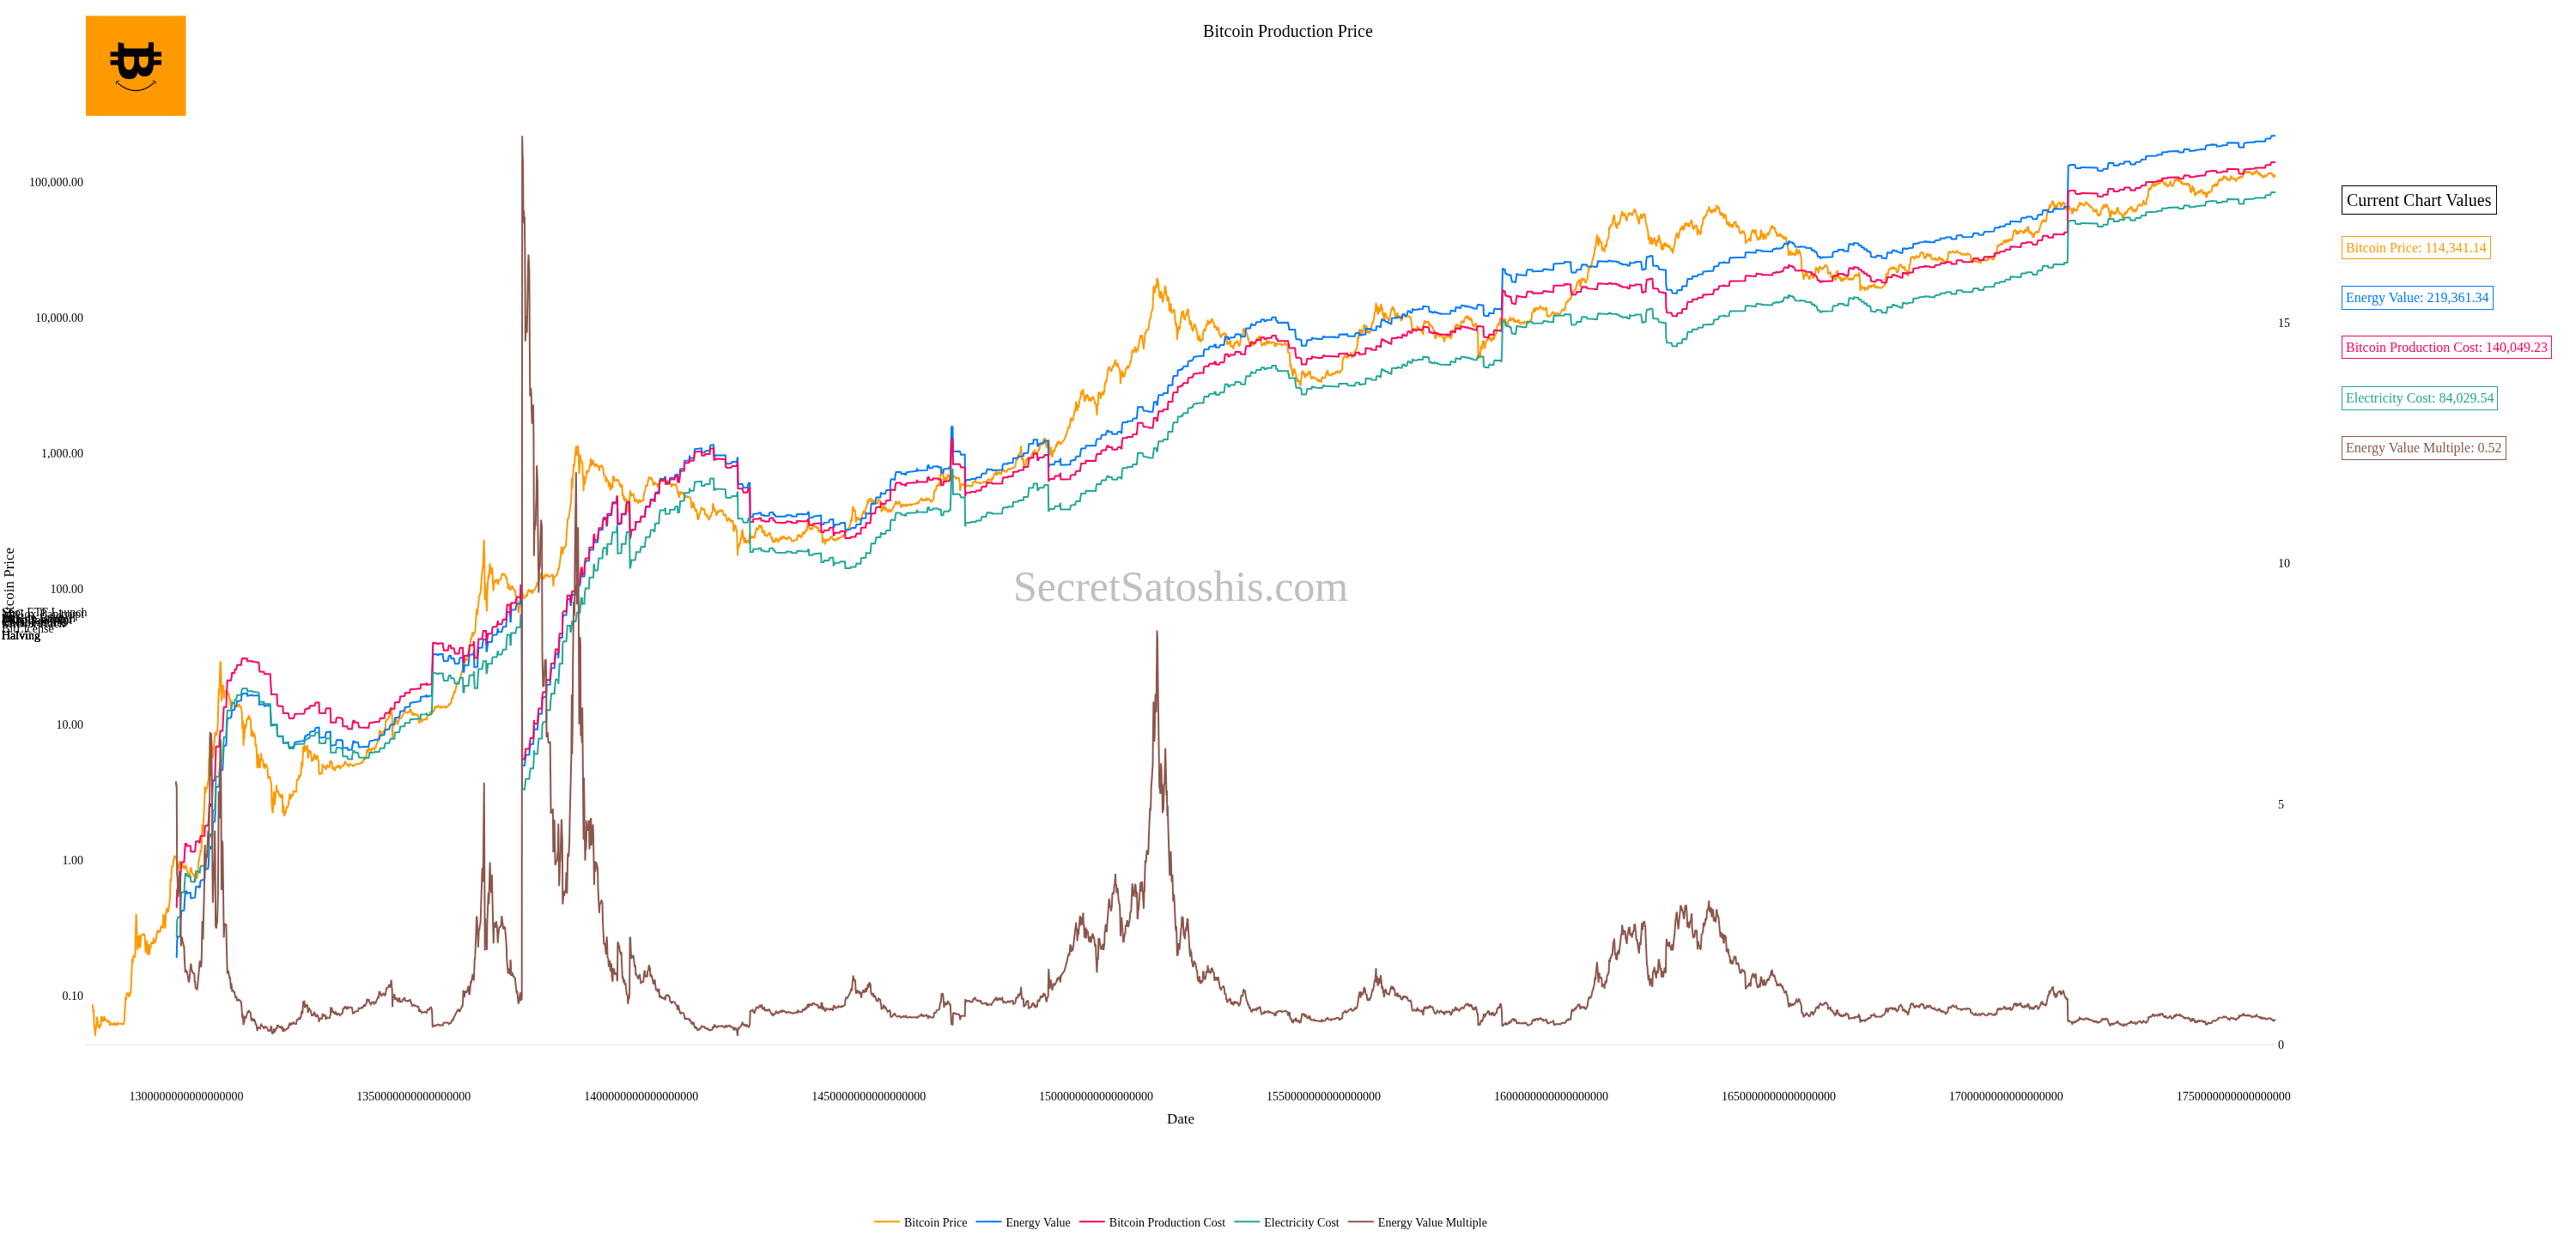 Bitcoin Production Price
100,000.00
10,000.00
1,000.00
100.00
10.00
1.00
0.10
Halving
15
10
5
0
Current Chart Values
Bitcoin Price: 114,341.14
Energy Value: 219,361.34
Bitcoin Production Cost: 140,049.23
Electricity Cost: 84,029.54
Energy Value Multiple: 0.52
SecretSatoshis.com
1300000000000000000 1350000000000000000 1400000000000000000 1450000000000000000 1500000000000000000 1550000000000000000 1600000000000000000 1650000000000000000 1700000000000000000 1750000000000000000
Date
Bitcoin Price Energy Value Bitcoin Production Cost Electricity Cost Energy Value Multiple